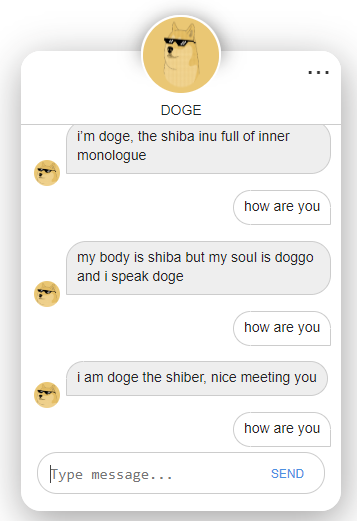 DOGE
i'm doge, the shiba inu full of inner
monologue
how are you
my body is shiba but my soul is doggo
and i speak doge
how are you
i am doge the shiber, nice meeting you
how are you
Type message... SEND